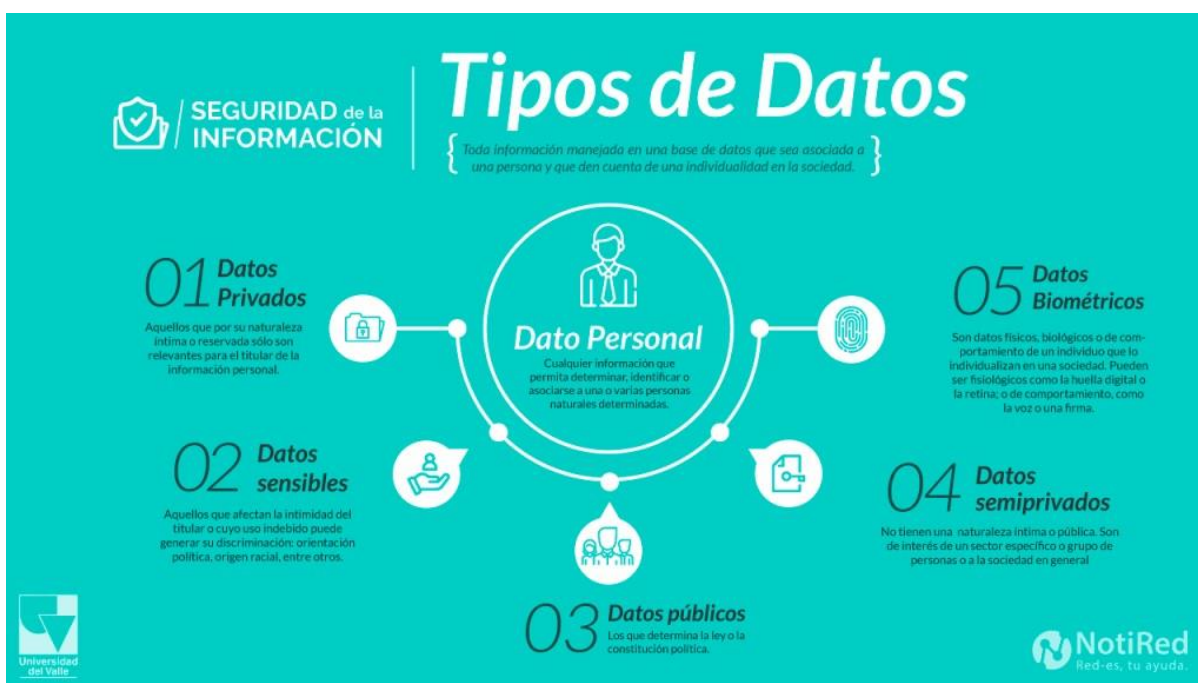 SEGURIDAD de la
INFORMACIÓN
Tipos de Datos
{ Toda información manejada en una base de datos que sea asociada a
una persona y que den cuenta de una individualidad en la sociedad. }
Dato Personal
Cualquier información que
permita determinar, identificar o
asociarse a una o varias personas
naturales determinadas.
01 Datos
Privados
Aquellos que por su naturaleza
íntima o reservada sólo son
relevantes para el titular de la
información personal.
02 Datos
sensibles
Aquellos que afectan la intimidad del
titular o cuyo uso indebido puede
generar su discriminación: orientación
política, origen racial, entre otros.
03 Datos públicos
Los que determina la ley o la
constitución política.
04 Datos
semiprivados
No tienen una naturaleza íntima o pública. Son
de interés de un sector específico o grupo de
personas o a la sociedad en general
05 Datos
Biométricos
Son datos físicos, biológicos o de com-
portamiento de un individuo que lo
individualizan en una sociedad. Pueden
ser fisiológicos como la huella digital o
la retina; o de comportamiento, como
la voz o una firma.
Universidad
del Valle
NotiRed
Red-es, tu ayuda.